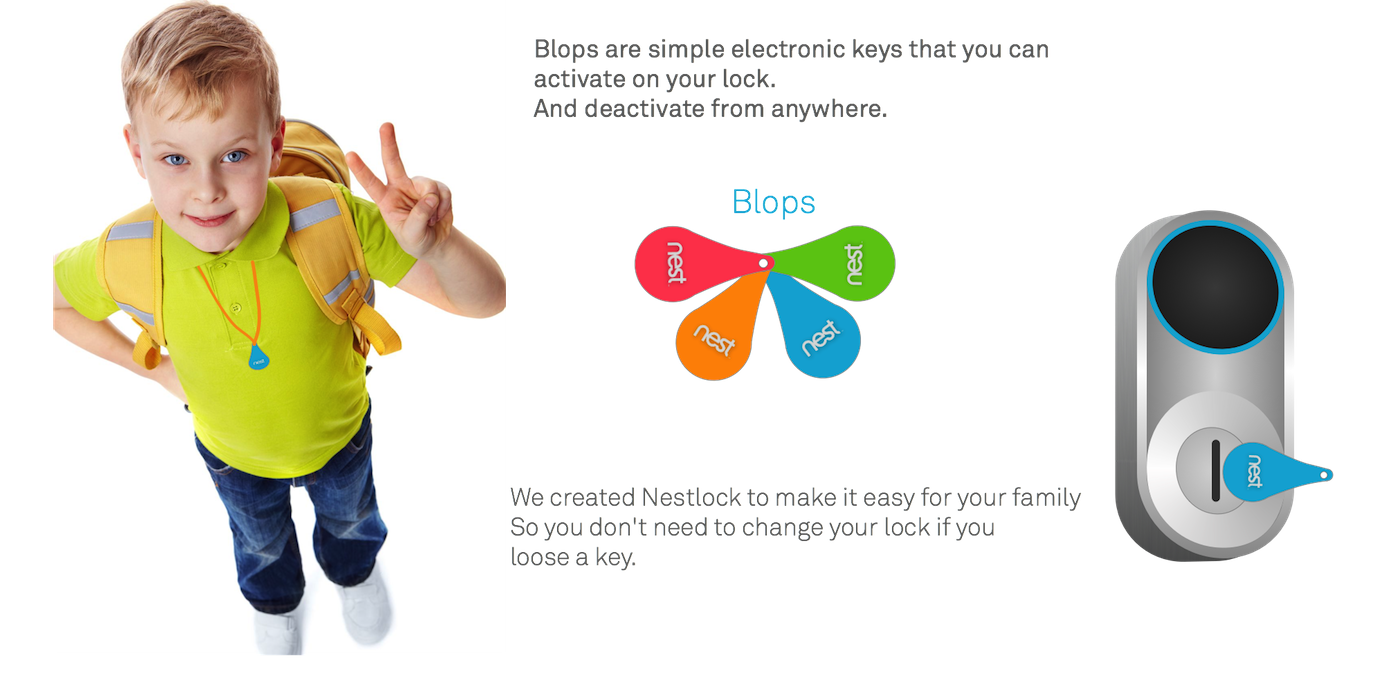 Blops are simple electronic keys that you can
activate on your lock.
And deactivate from anywhere.
Blops
nest
nest
nest
nest
nest
nest
We created Nestlock to make it easy for your family
So you don't need to change your lock if you
loose a key.